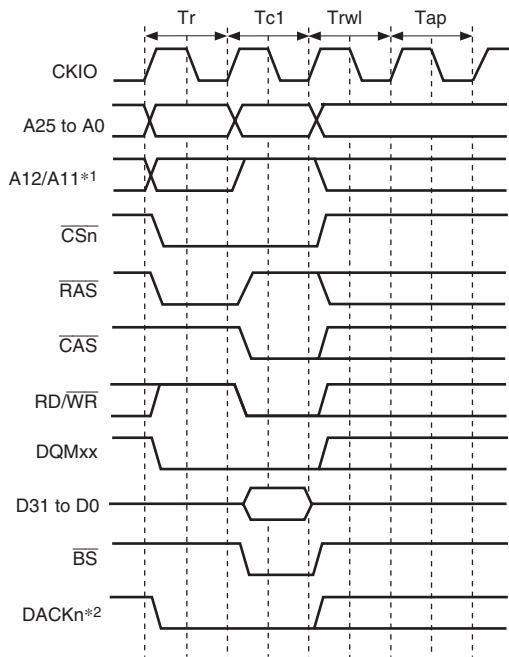 Tr Tc1 Trwl Tap
CKIO
A25 to A0
A12/A11*1
CSn
RAS
CAS
RD/WR
DQMxx
D31 to D0
BS
DACKn*2